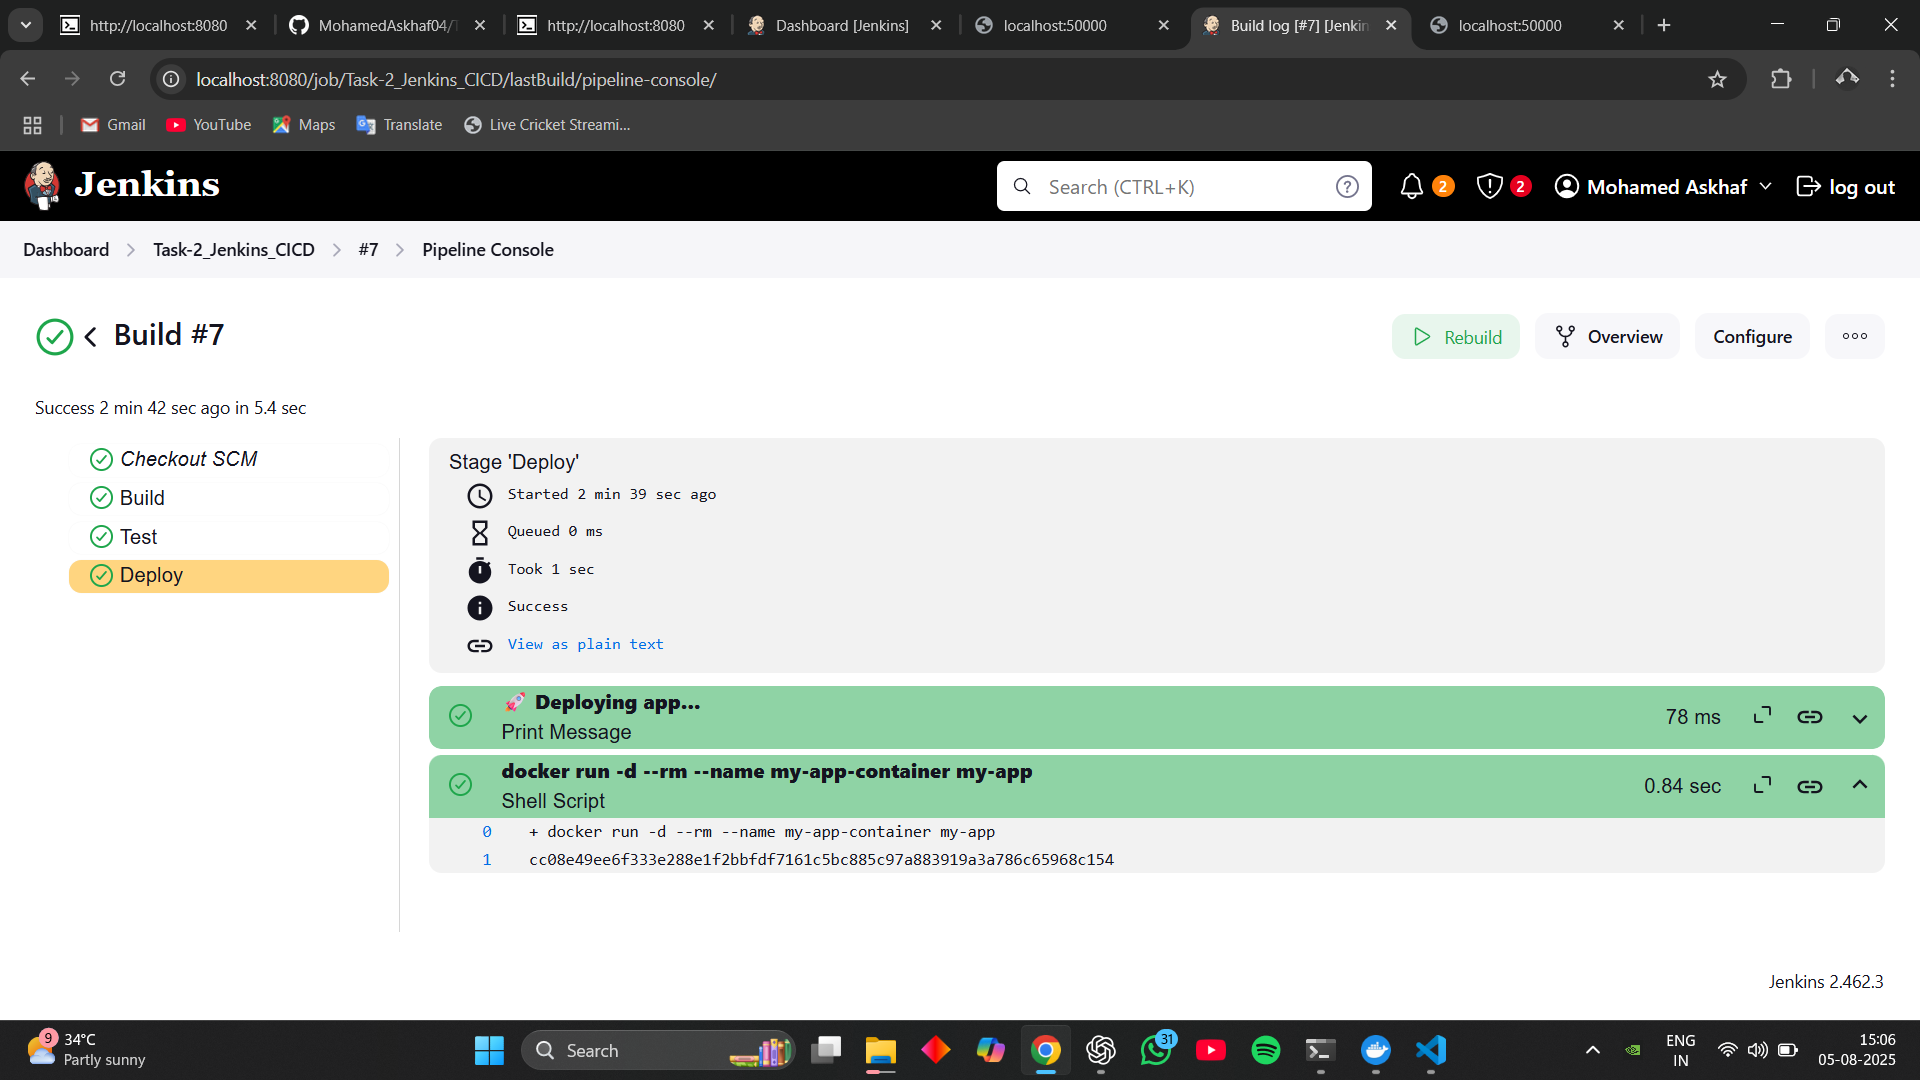 http://localhost:8080
MohamedAskhaf04/
http://localhost:8080
Dashboard [Jenkins]
localhost:50000
Build log [#7] [Jenkin
localhost:50000
localhost:8080/job/Task-2_Jenkins_CICD/lastBuild/pipeline-console/
Gmail
YouTube
Maps
Translate
Live Cricket Streami...
Jenkins
Search (CTRL+K)
?
2
2
Mohamed Askhaf
log out
Dashboard
Task-2_Jenkins_CICD
#7
Pipeline Console
Build #7
Rebuild
Overview
Configure
Success 2 min 42 sec ago in 5.4 sec
Checkout SCM
Build
Test
Deploy
Stage 'Deploy'
Started 2 min 39 sec ago
Queued 0 ms
Took 1 sec
Success
View as plain text
🚀 Deploying app...
Print Message
78 ms
docker run -d --rm --name my-app-container my-app
Shell Script
0.84 sec
0 + docker run -d --rm --name my-app-container my-app
1 cc08e49ee6f333e288e1f2bbfdf7161c5bc885c97a883919a3a786c65968c154
Jenkins 2.462.3
9
34°C
Partly sunny
Search
31
ENG
IN
15:06
05-08-2025